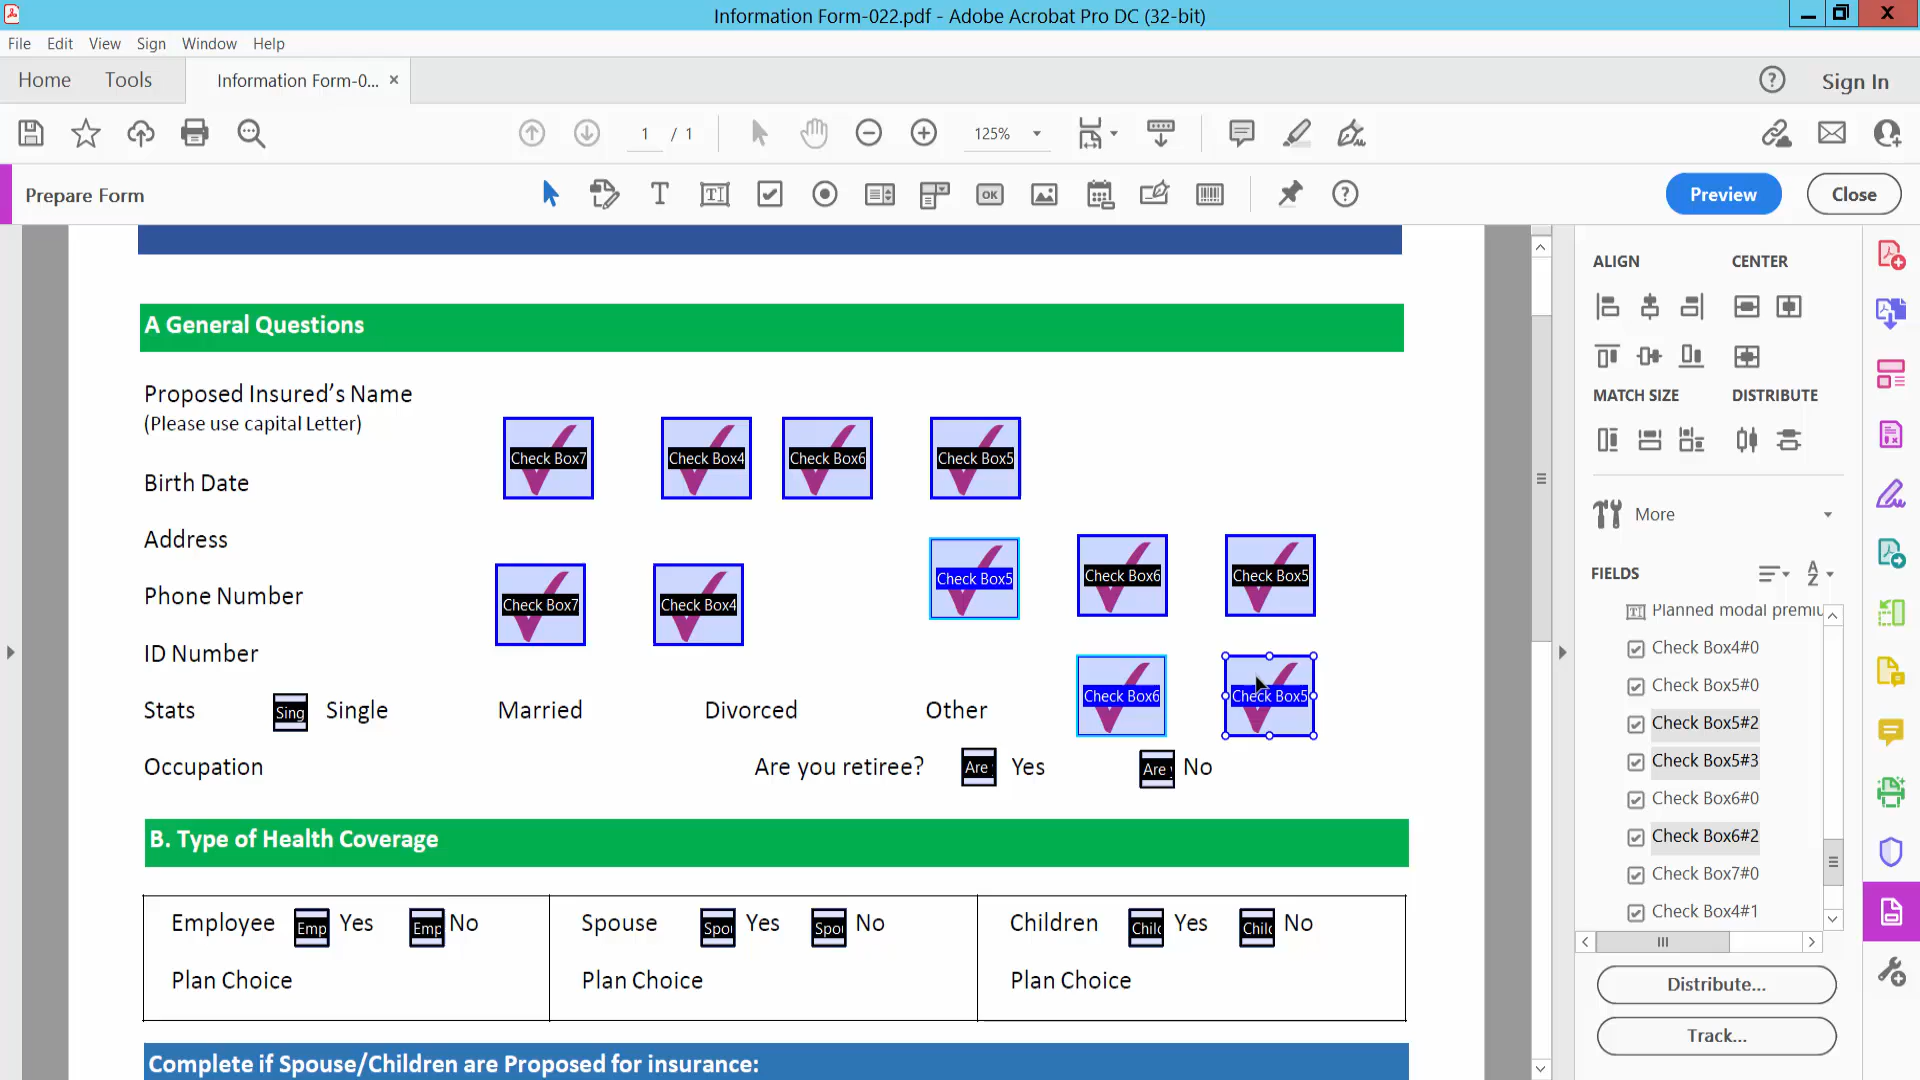 Information Form-022.pdf - Adobe Acrobat Pro DC (32-bit)
File Edit View Sign Window Help
Home Tools Information Form-0... × Sign In
1 / 1 125%
Prepare Form Preview Close
ALIGN CENTER
MATCH SIZE DISTRIBUTE
More
FIELDS
Planned modal premiu
Check Box4#0
Check Box5#0
Check Box5#2
Check Box5#3
Check Box6#0
Check Box6#2
Check Box7#0
Check Box4#1
Distribute...
Track...
A General Questions
Proposed Insured’s Name
(Please use capital Letter)
Check Box7 Check Box4 Check Box6 Check Box5
Birth Date
Address
Check Box5 Check Box6 Check Box5
Phone Number
Check Box7 Check Box4
ID Number
Check Box6 Check Box5
Stats Sing Single Married Divorced Other
Occupation Are you retiree? Are Yes Are No
B. Type of Health Coverage
Employee Emp Yes Emp No Spouse Spo Yes Spo No Children Chil Yes Chil No
Plan Choice Plan Choice Plan Choice
Complete if Spouse/Children are Proposed for insurance: